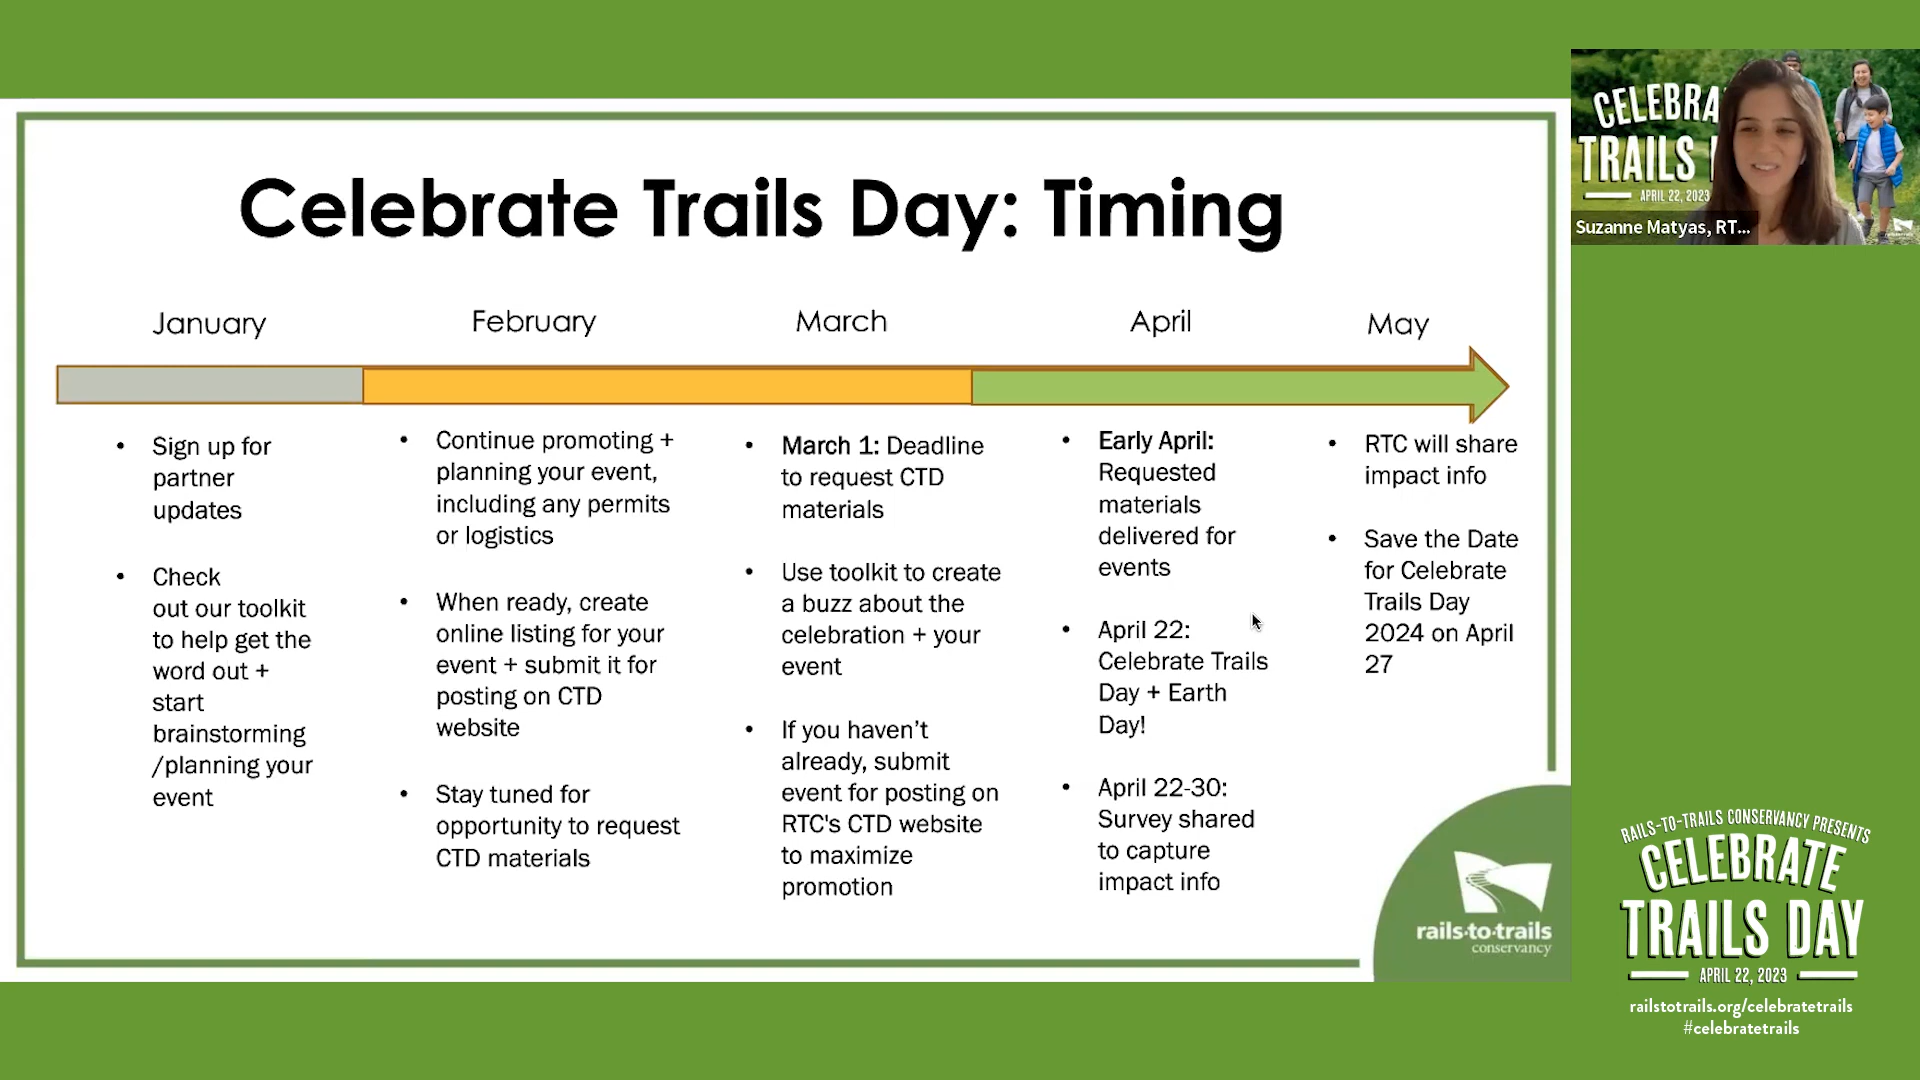 Celebrate Trails Day: Timing
January
Sign up for
partner
updates
Check
out our toolkit
to help get the
word out +
start
brainstorming
/planning your
event
February
Continue promoting +
planning your event,
including any permits
or logistics
When ready, create
online listing for your
event + submit it for
posting on CTD
website
Stay tuned for
opportunity to request
CTD materials
March
March 1: Deadline
to request CTD
materials
Use toolkit to create
a buzz about the
celebration + your
event
If you haven't
already, submit
event for posting on
RTC's CTD website
to maximize
promotion
April
Early April:
Requested
materials
delivered for
events
April 22:
Celebrate Trails
Day + Earth
Day!
April 22-30:
Survey shared
to capture
impact info
May
RTC will share
impact info
Save the Date
for Celebrate
Trails Day
2024 on April
27
rails-to-trails
conservancy
CELEBRA
TRAILS
APRIL 22, 2023
Suzanne Matyas, RT...
RAILS-TO-TRAILS CONSERVANCY PRESENTS
CELEBRATE
TRAILS DAY
APRIL 22, 2023
railstotrails.org/celebratetrails
#celebratetrails